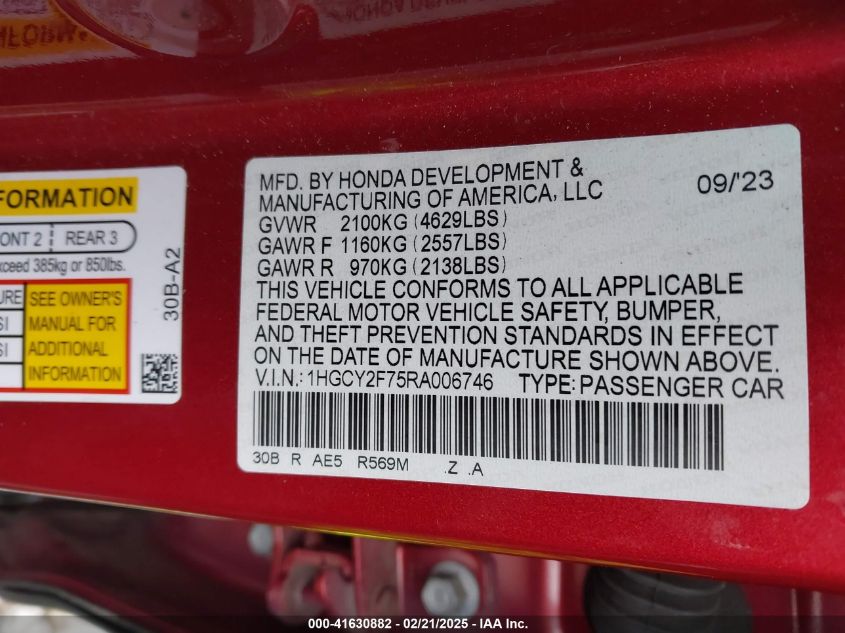 FORMATION
ONT 2 REAR 3
xceed 385kg or 850lbs.
URE SEE OWNER'S
SI MANUAL FOR
SI ADDITIONAL
INFORMATION
30B-A2
MFD. BY HONDA DEVELOPMENT &
MANUFACTURING OF AMERICA, LLC 09/'23
GVWR 2100KG (4629LBS)
GAWR F 1160KG (2557LBS)
GAWR R 970KG (2138LBS)
THIS VEHICLE CONFORMS TO ALL APPLICABLE
FEDERAL MOTOR VEHICLE SAFETY, BUMPER,
AND THEFT PREVENTION STANDARDS IN EFFECT
ON THE DATE OF MANUFACTURE SHOWN ABOVE.
V.I.N.: 1HGCY2F75RA006746 TYPE: PASSENGER CAR
30B R AE5 R569M .Z .A
000-41630882 - 02/21/2025 - IAA Inc.